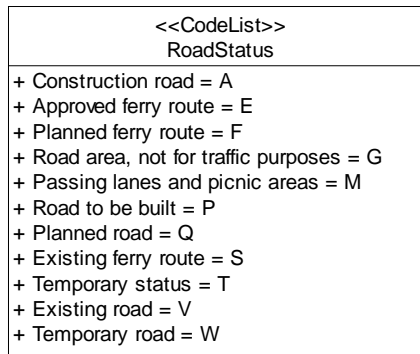 <<CodeList>>
RoadStatus
+ Construction road = A
+ Approved ferry route = E
+ Planned ferry route = F
+ Road area, not for traffic purposes = G
+ Passing lanes and picnic areas = M
+ Road to be built = P
+ Planned road = Q
+ Existing ferry route = S
+ Temporary status = T
+ Existing road = V
+ Temporary road = W